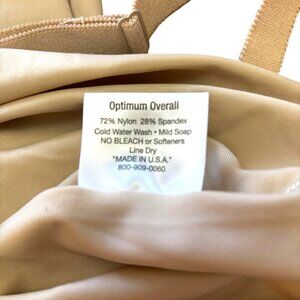 Optimum Overall
72% Nylon 28% Spandex
Cold Water Wash • Mild Soap
NO BLEACH or Softeners
Line Dry
"MADE IN U.S.A."
800-909-0060